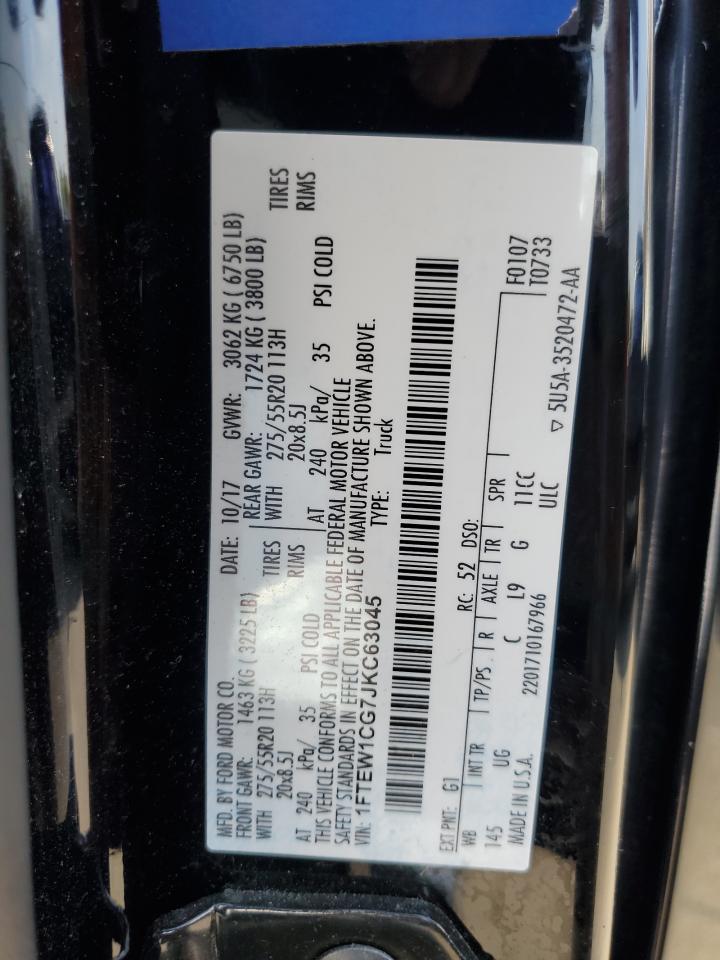 MFD. BY FORD MOTOR CO. DATE: 10/17 GVWR: 3062 KG ( 6750 LB)
FRONT GAWR: 1463 KG ( 3225 LB) REAR GAWR: 1724 KG ( 3800 LB)
WITH 275/55R20 113H TIRES WITH 275/55R20 113H TIRES
20x8.5J RIMS 20x8.5J RIMS
AT 240 kPa/ 35 PSI COLD AT 240 kPa/ 35 PSI COLD
THIS VEHICLE CONFORMS TO ALL APPLICABLE FEDERAL MOTOR VEHICLE
SAFETY STANDARDS IN EFFECT ON THE DATE OF MANUFACTURE SHOWN ABOVE.
VIN: 1FTEW1CG7JKC63045 TYPE: Truck
EXT PNT: G1 RC: 52 DSO:
WB INT TR TP/PS R AXLE TR SPR F0107
145 UG C L9 G 11CC T0733
MADE IN U.S.A. 2201710167966 ULC
▽ 5U5A-3520472-AA